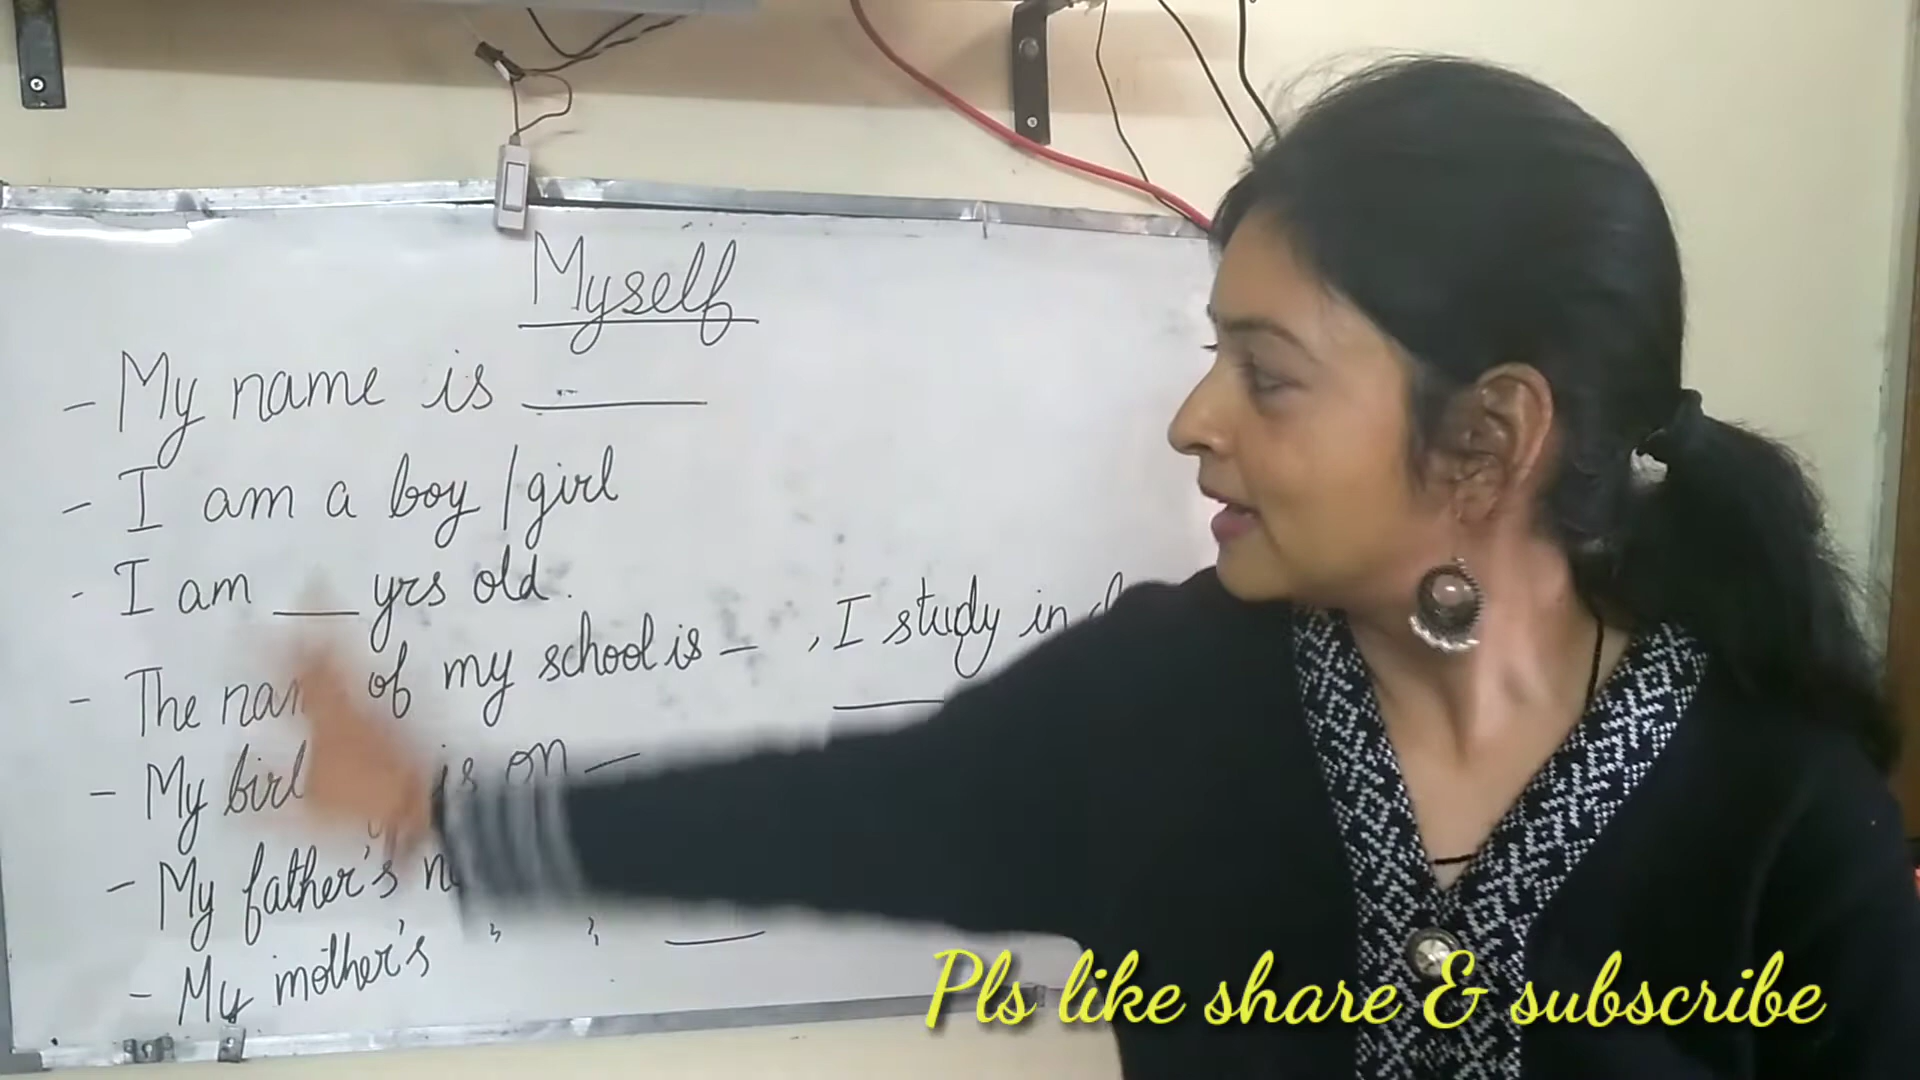 Myself
- My name is ___
- I am a boy / girl
- I am ___ yrs old.
- The of my school is — , I study in
___
- My is on —
- My father's
- My mother's " " ___
Pls like share & subscribe